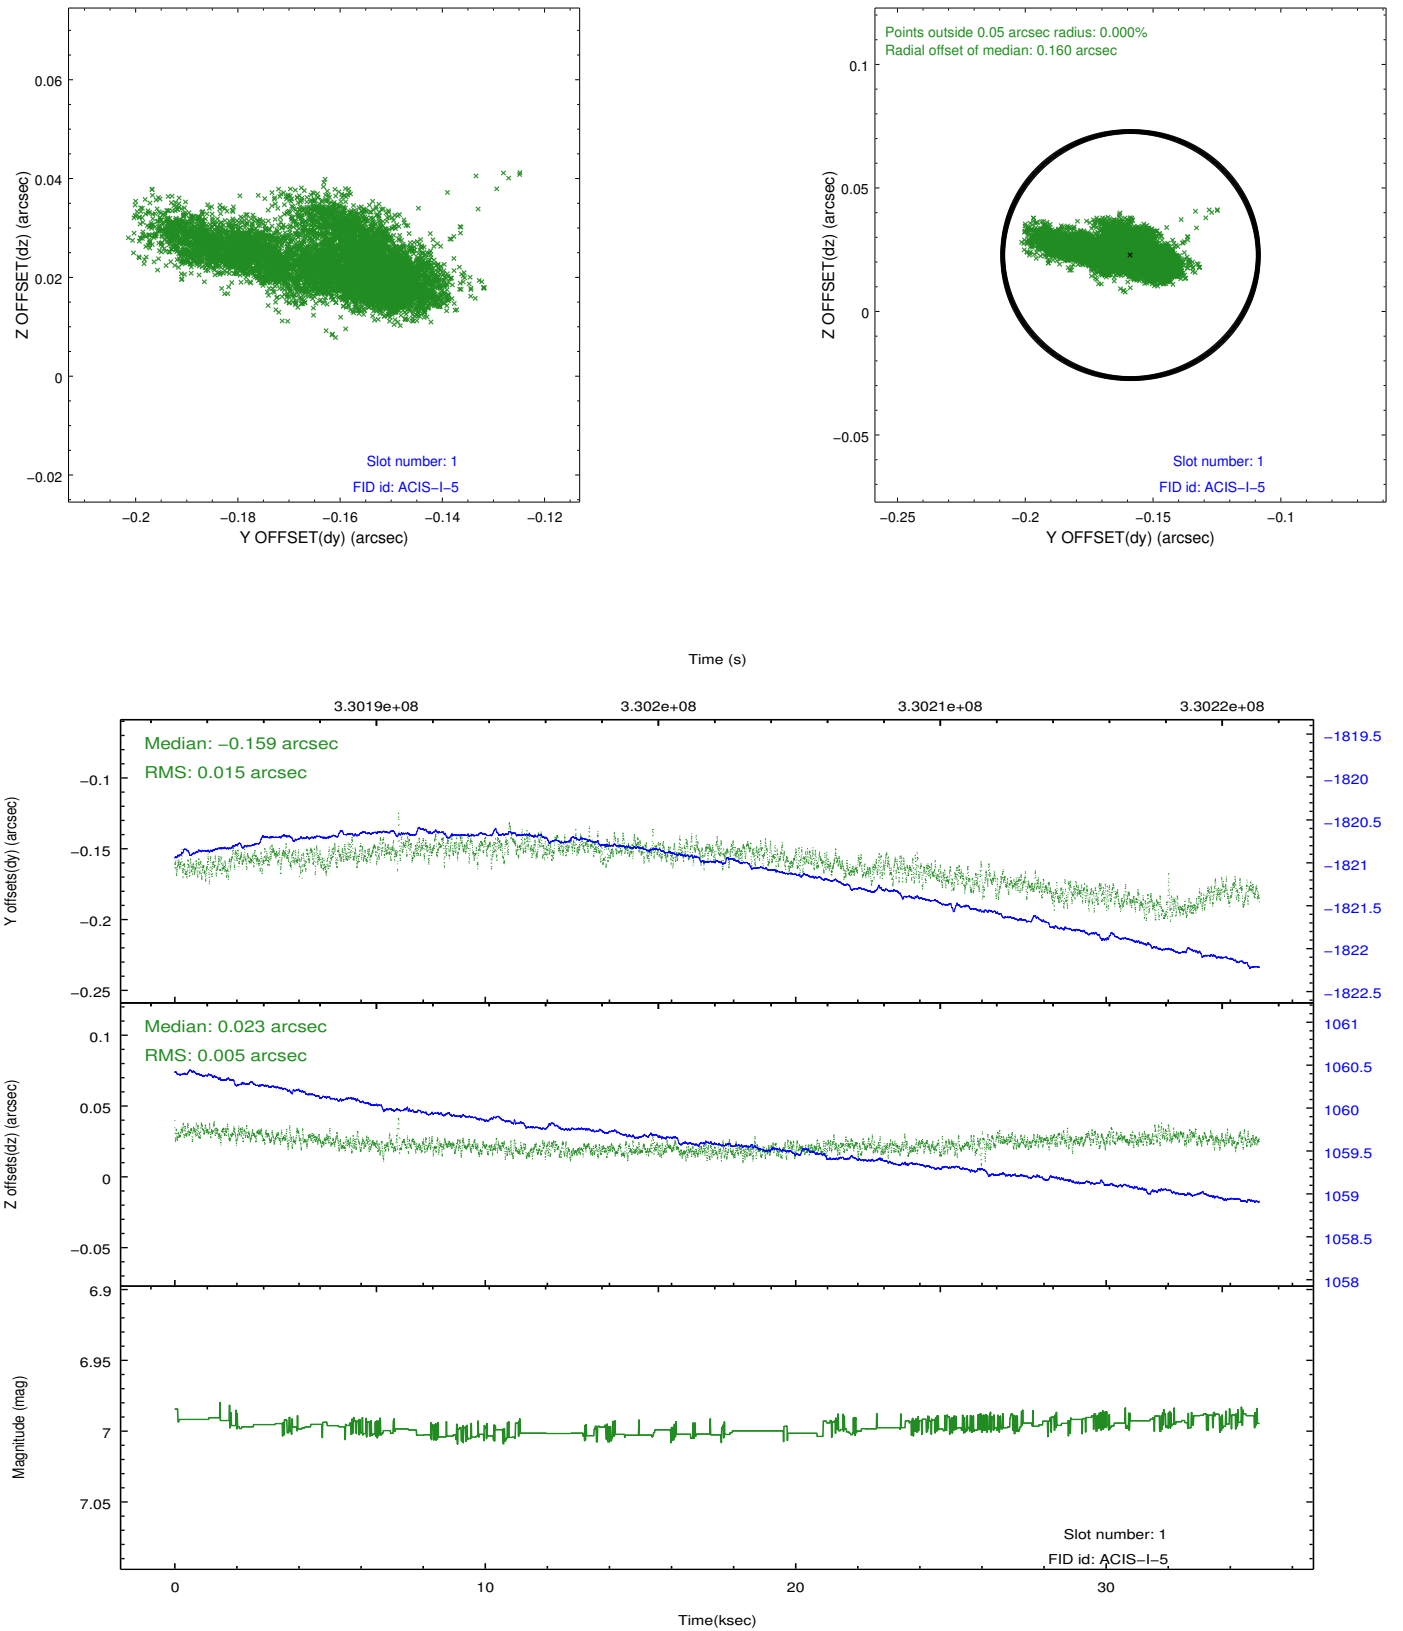 0.06
0.04
0.02
0
−0.02
Z OFFSET(dz) (arcsec)
Slot number: 1
FID id: ACIS−I−5
−0.2 −0.18 −0.16 −0.14 −0.12
Y OFFSET(dy) (arcsec)
Points outside 0.05 arcsec radius: 0.000%
Radial offset of median: 0.160 arcsec
0.1
0.05
0
−0.05
Z OFFSET(dz) (arcsec)
Slot number: 1
FID id: ACIS−I−5
−0.25 −0.2 −0.15 −0.1
Y OFFSET(dy) (arcsec)
Time (s)
3.3019e+08 3.302e+08 3.3021e+08 3.3022e+08
Median: −0.159 arcsec
RMS: 0.015 arcsec
−0.1
−0.15
−0.2
−0.25
Y offsets(dy) (arcsec)
−1819.5
−1820
−1820.5
−1821
−1821.5
−1822
−1822.5
Median: 0.023 arcsec
RMS: 0.005 arcsec
0.1
0.05
0
−0.05
Z offsets(dz) (arcsec)
1061
1060.5
1060
1059.5
1059
1058.5
1058
6.9
6.95
7
7.05
Magnitude (mag)
Slot number: 1
FID id: ACIS−I−5
0 10 20 30
Time(ksec)